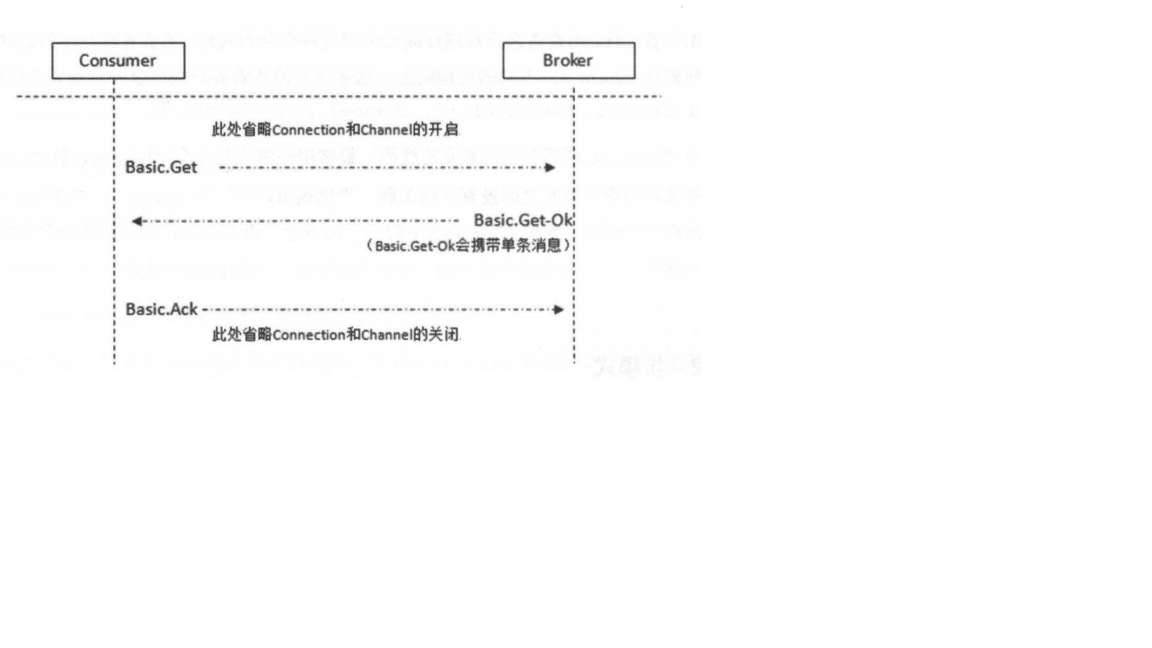 Consumer
Broker
此处省略Connection和Channel的开启.
Basic.Get
Basic.Get-Ok
（Basic.Get-Ok会携带单条消息）
Basic.Ack
此处省略Connection和Channel的关闭.